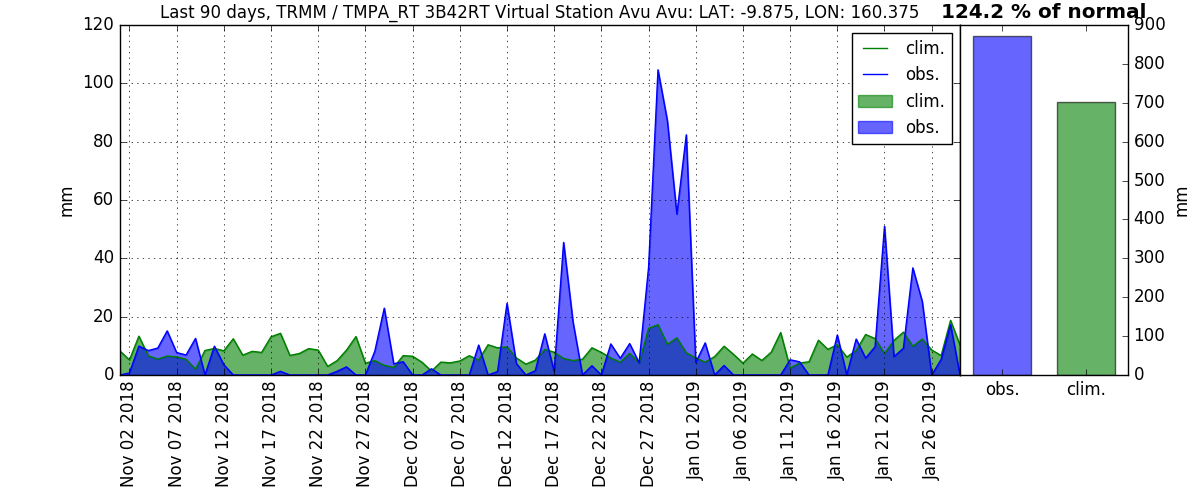 Last 90 days, TRMM / TMPA_RT 3B42RT Virtual Station Avu Avu: LAT: -9.875, LON: 160.375
124.2 % of normal
120
100
80
60
40
20
0
mm
clim.
obs.
clim.
obs.
900
800
700
600
500
400
300
200
100
0
mm
Nov 02 2018
Nov 07 2018
Nov 12 2018
Nov 17 2018
Nov 22 2018
Nov 27 2018
Dec 02 2018
Dec 07 2018
Dec 12 2018
Dec 17 2018
Dec 22 2018
Dec 27 2018
Jan 01 2019
Jan 06 2019
Jan 11 2019
Jan 16 2019
Jan 21 2019
Jan 26 2019
obs.
clim.